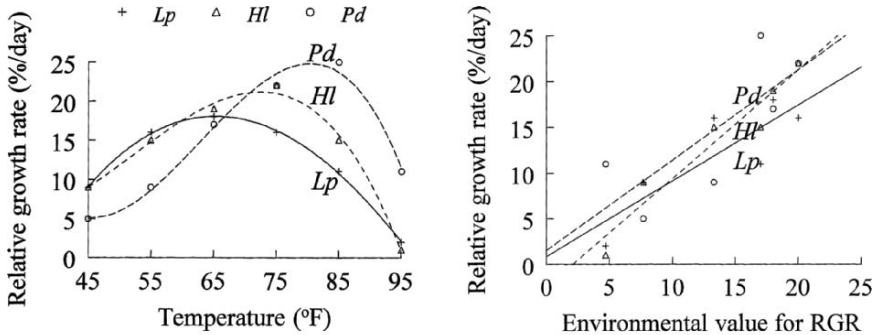 + Lp △ Hl ○ Pd
Relative growth rate (%/day)
25
20
15
10
5
0
Pd
Hl
Lp
45 55 65 75 85 95
Temperature (°F)
Relative growth rate (%/day)
25
20
15
10
5
0
Pd
Hl
Lp
0 5 10 15 20 25
Environmental value for RGR